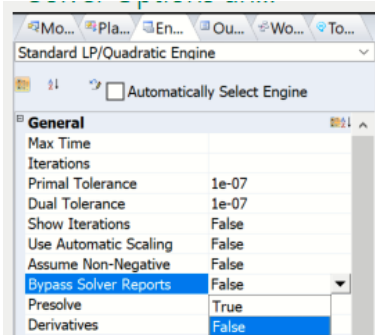 Mo... Pla... En... Ou... Wo... To...
Standard LP/Quadratic Engine
Automatically Select Engine
General
Max Time
Iterations
Primal Tolerance 1e-07
Dual Tolerance 1e-07
Show Iterations False
Use Automatic Scaling False
Assume Non-Negative False
Bypass Solver Reports False
Presolve True
Derivatives False